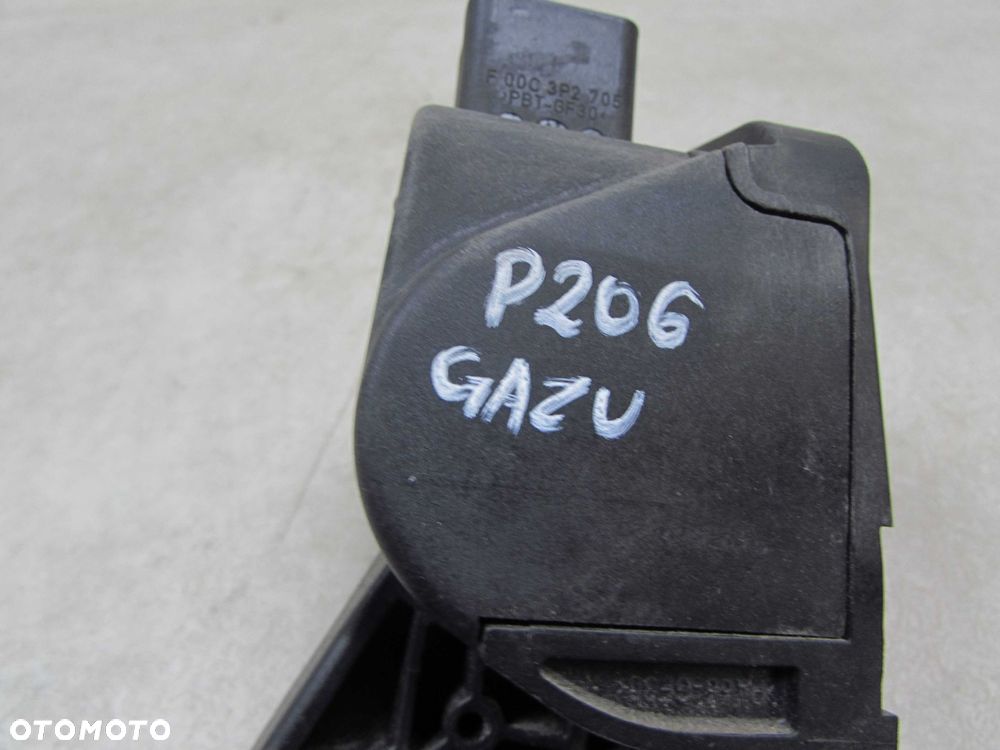 F 00C 3P2 705
>PBT-GF30<
P206
GAZU
OTOMOTO